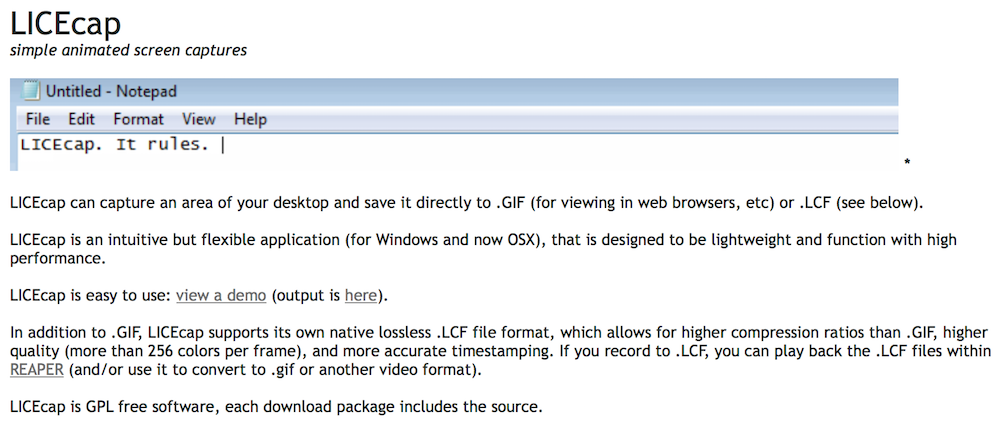 LICEcap
simple animated screen captures
Untitled - Notepad
File Edit Format View Help
LICEcap. It rules. |
*
LICEcap can capture an area of your desktop and save it directly to .GIF (for viewing in web browsers, etc) or .LCF (see below).
LICEcap is an intuitive but flexible application (for Windows and now OSX), that is designed to be lightweight and function with high
performance.
LICEcap is easy to use: view a demo (output is here).
In addition to .GIF, LICEcap supports its own native lossless .LCF file format, which allows for higher compression ratios than .GIF, higher
quality (more than 256 colors per frame), and more accurate timestamping. If you record to .LCF, you can play back the .LCF files within
REAPER (and/or use it to convert to .gif or another video format).
LICEcap is GPL free software, each download package includes the source.